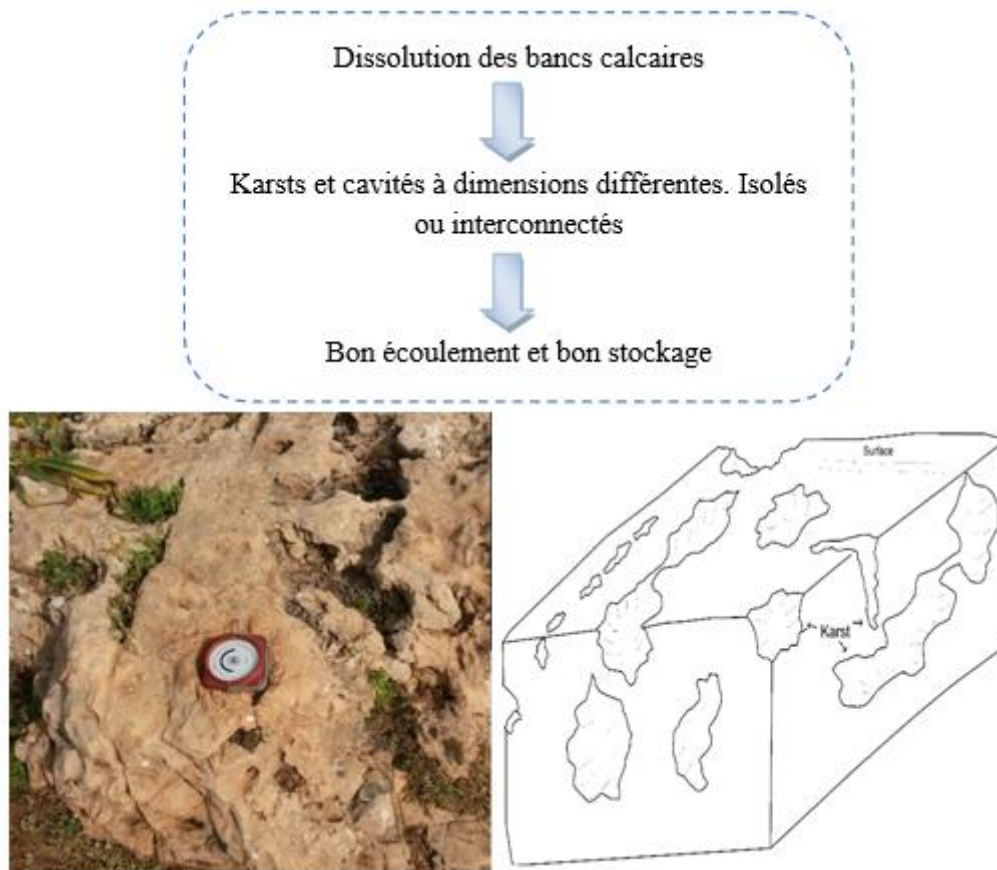 Dissolution des bancs calcaires
Karsts et cavités à dimensions différentes. Isolés
ou interconnectés
Bon écoulement et bon stockage
Surface
Karst